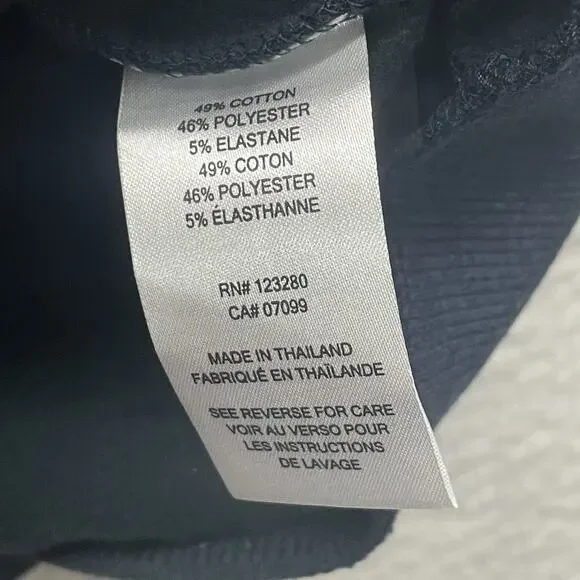 49% COTTON
46% POLYESTER
5% ELASTANE
49% COTON
46% POLYESTER
5% ÉLASTHANNE
RN# 123280
CA# 07099
MADE IN THAILAND
FABRIQUÉ EN THAÏLANDE
SEE REVERSE FOR CARE
VOIR AU VERSO POUR
LES INSTRUCTIONS
DE LAVAGE